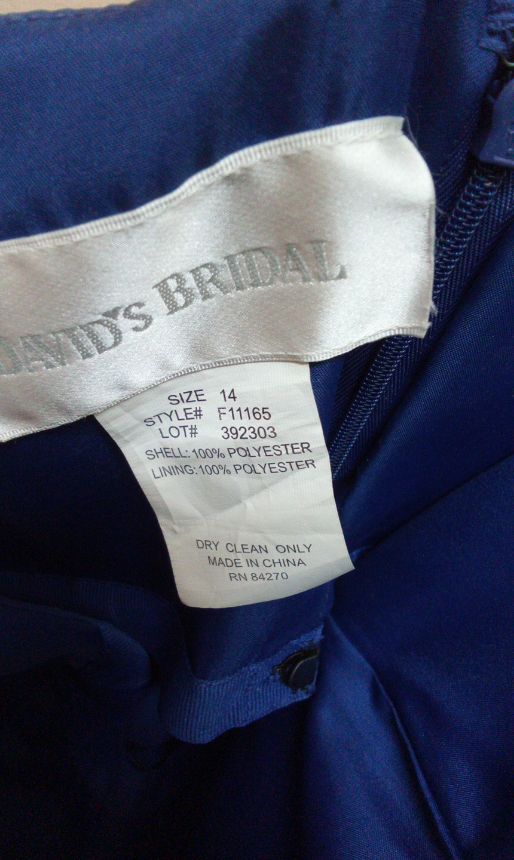 DAVID'S BRIDAL
SIZE 14
STYLE# F11165
LOT# 392303
SHELL: 100% POLYESTER
LINING: 100% POLYESTER
DRY CLEAN ONLY
MADE IN CHINA
RN 84270